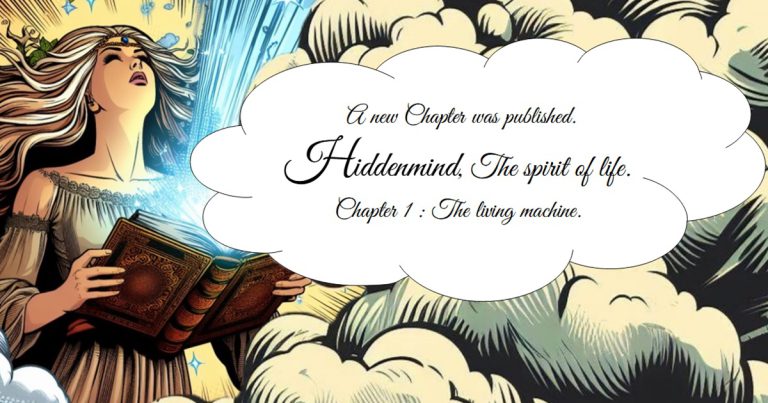 A new Chapter was published.
Hiddenmind, The spirit of life.
Chapter 1 : The living machine.